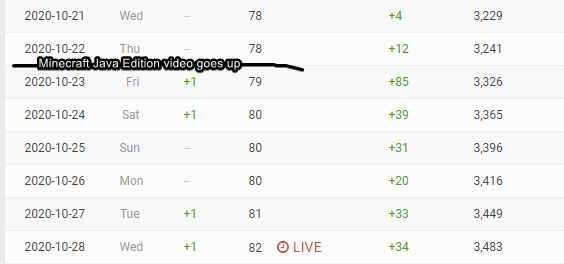 2020-10-21 Wed -- 78 +4 3,229
2020-10-22 Thu -- 78 +12 3,241
Minecraft Java Edition video goes up
2020-10-23 Fri +1 79 +85 3,326
2020-10-24 Sat +1 80 +39 3,365
2020-10-25 Sun -- 80 +31 3,396
2020-10-26 Mon -- 80 +20 3,416
2020-10-27 Tue +1 81 +33 3,449
2020-10-28 Wed +1 82 LIVE +34 3,483